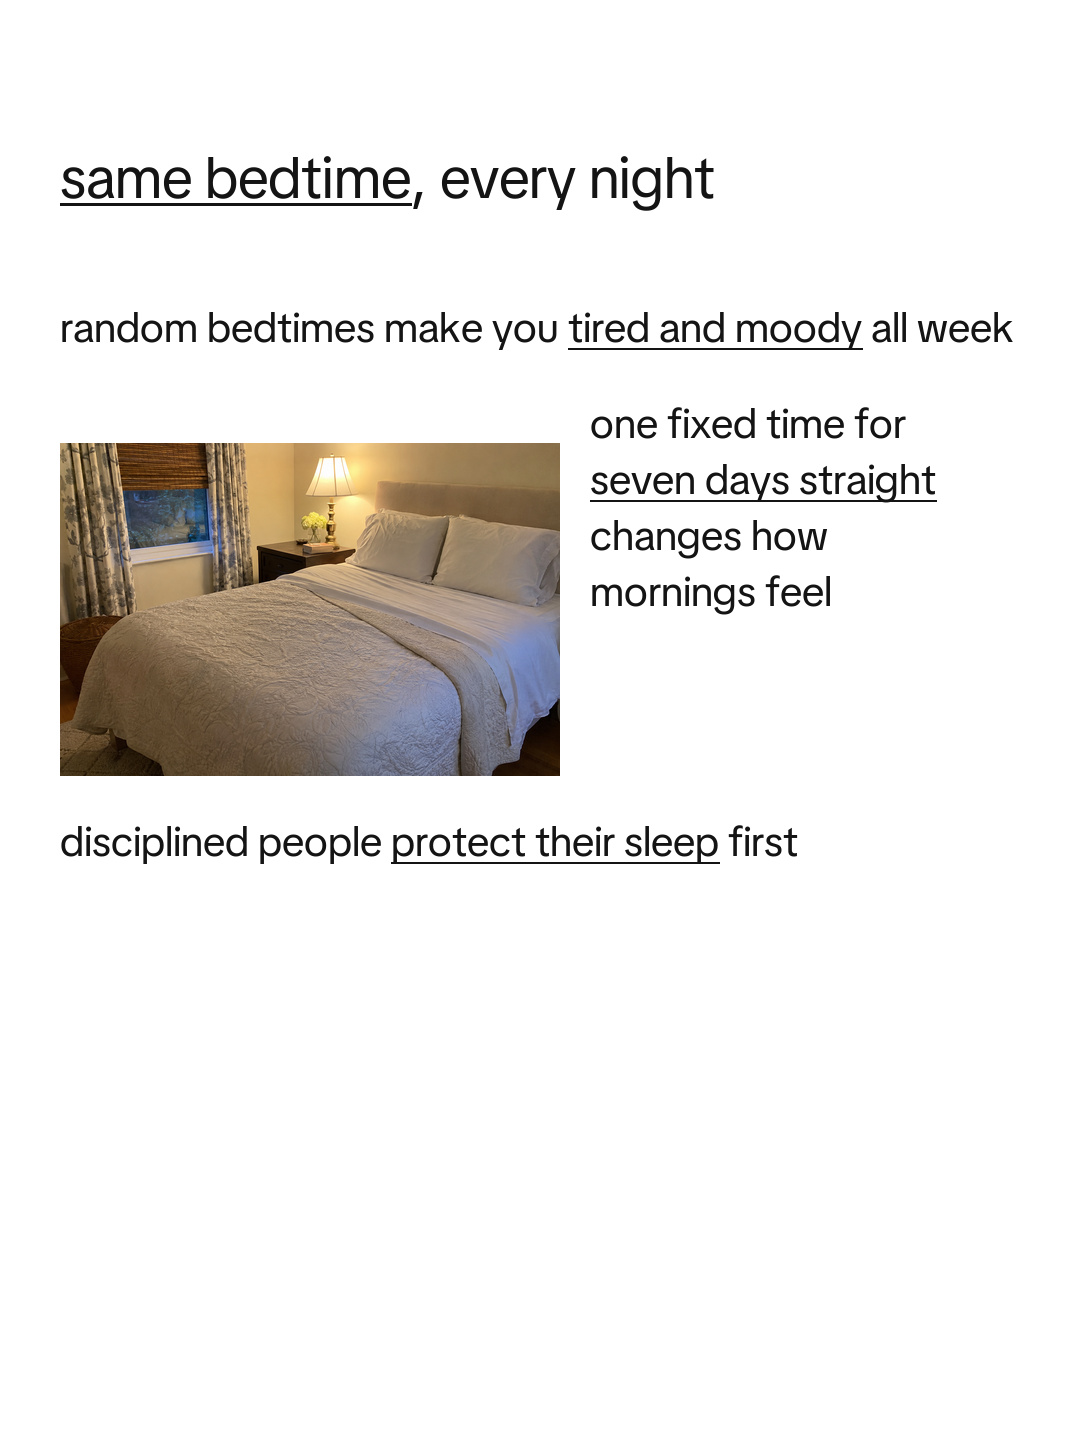 same bedtime, every night
random bedtimes make you tired and moody all week
one fixed time for
seven days straight
changes how
mornings feel
disciplined people protect their sleep first